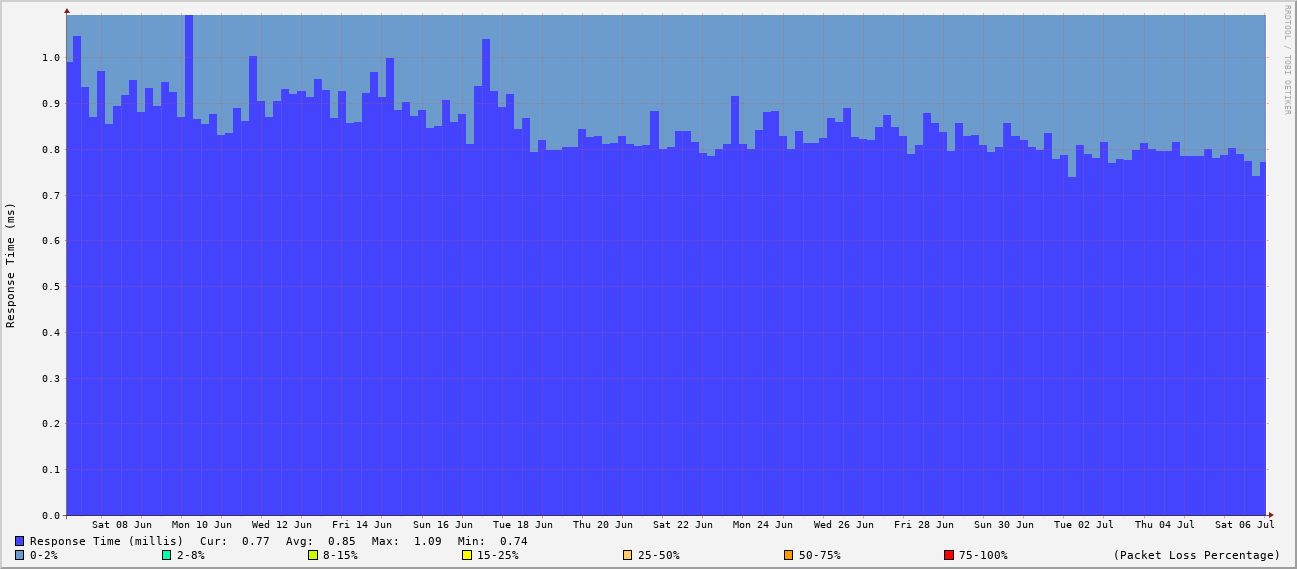 RRDTOOL / TOBI OETIKER
Response Time (ms)
1.0
0.9
0.8
0.7
0.6
0.5
0.4
0.3
0.2
0.1
0.0
Sat 08 Jun Mon 10 Jun Wed 12 Jun Fri 14 Jun Sun 16 Jun Tue 18 Jun Thu 20 Jun Sat 22 Jun Mon 24 Jun Wed 26 Jun Fri 28 Jun Sun 30 Jun Tue 02 Jul Thu 04 Jul Sat 06 Jul
Response Time (millis) Cur: 0.77 Avg: 0.85 Max: 1.09 Min: 0.74
0-2% 2-8% 8-15% 15-25% 25-50% 50-75% 75-100% (Packet Loss Percentage)